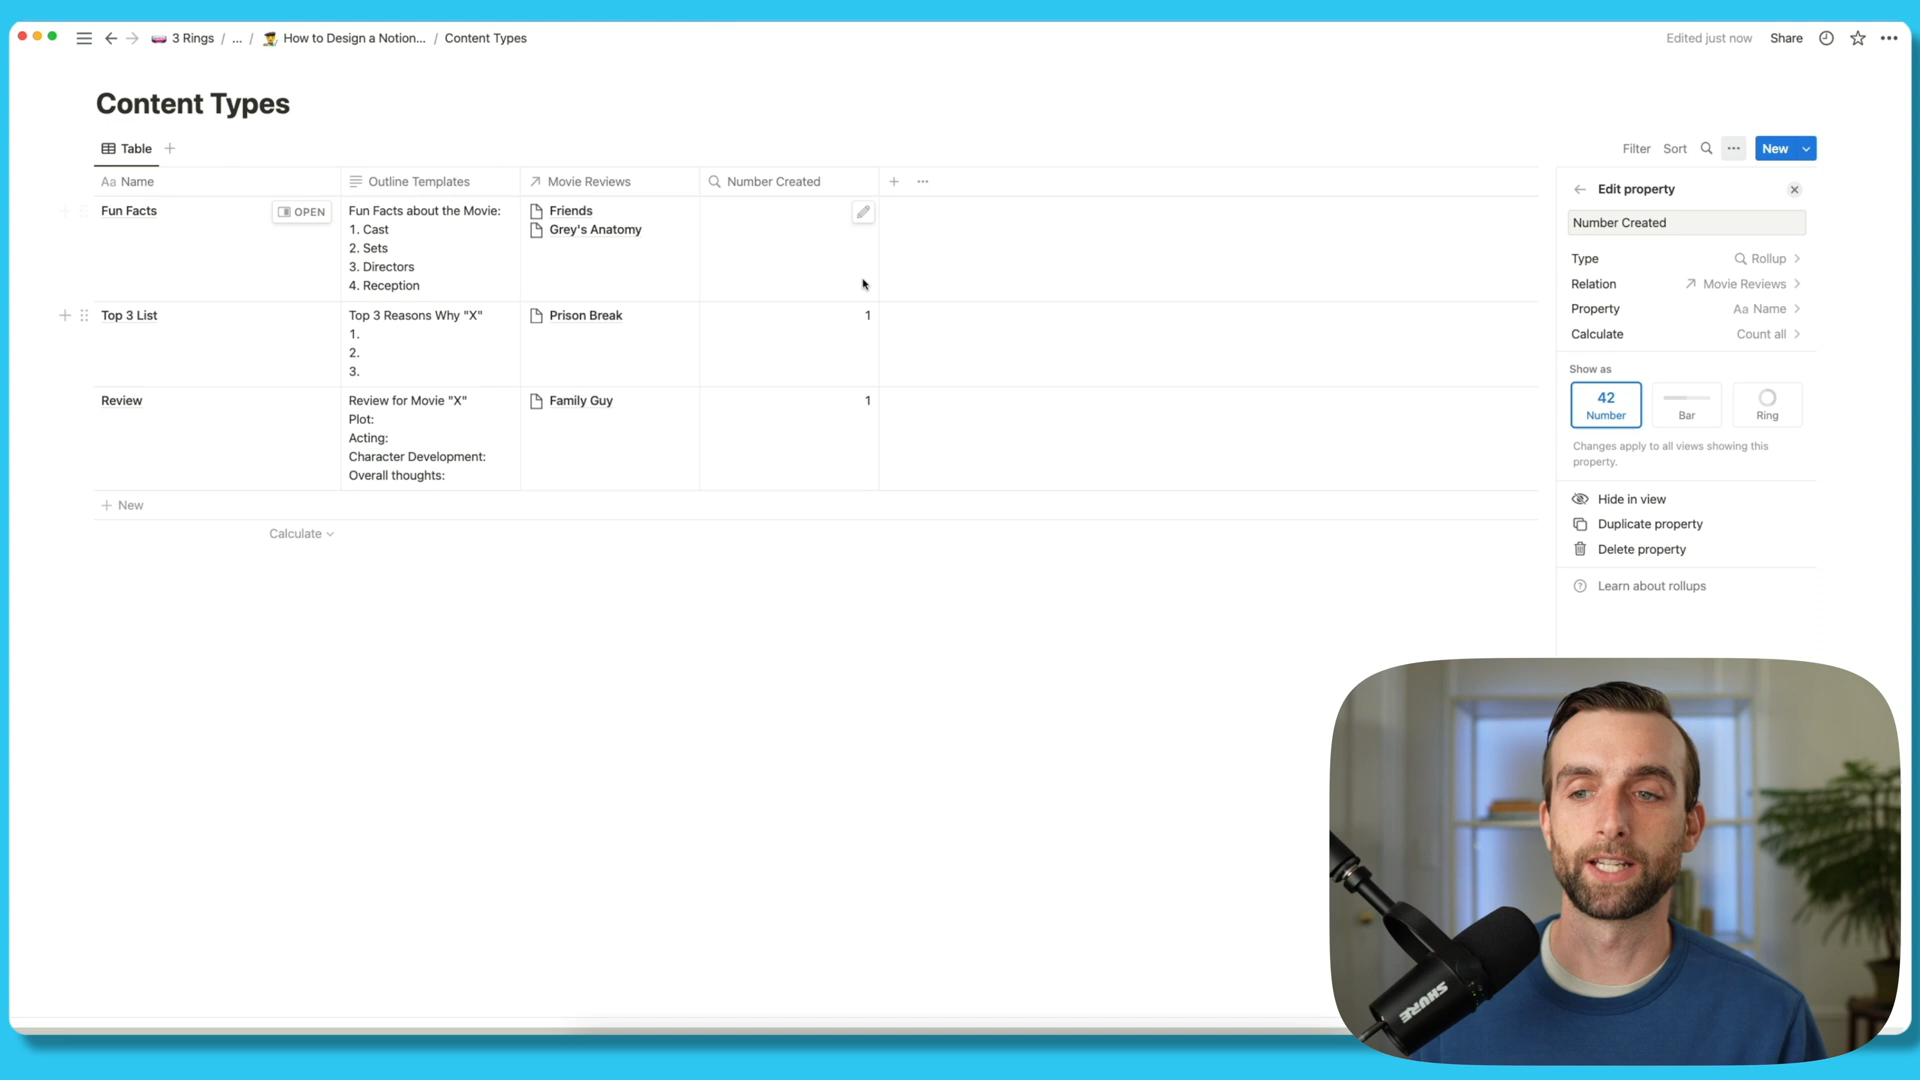 3 Rings / ... / How to Design a Notion... / Content Types
Edited just now Share
Content Types
Table
Filter Sort New
Aa Name Outline Templates Movie Reviews Number Created
Fun Facts OPEN
Fun Facts about the Movie:
1. Cast
2. Sets
3. Directors
4. Reception
Friends
Grey's Anatomy
Top 3 List
Top 3 Reasons Why "X"
1.
2.
3.
Prison Break
1
Review
Review for Movie "X"
Plot:
Acting:
Character Development:
Overall thoughts:
Family Guy
1
+ New
Calculate
Edit property
Number Created
Type Rollup
Relation Movie Reviews
Property Aa Name
Calculate Count all
Show as
42
Number
Bar
Ring
Changes apply to all views showing this
property.
Hide in view
Duplicate property
Delete property
Learn about rollups
SHURE